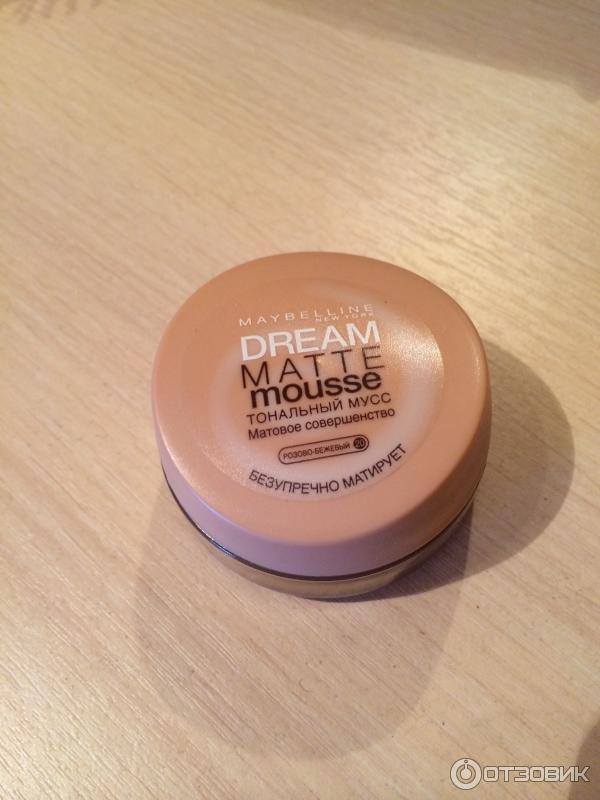 MAYBELLINE
NEW YORK
DREAM
MATTE
mousse
ТОНАЛЬНЫЙ МУСС
Матовое совершенство
РОЗОВО-БЕЖЕВЫЙ 20
БЕЗУПРЕЧНО МАТИРУЕТ
ОТЗОВИК